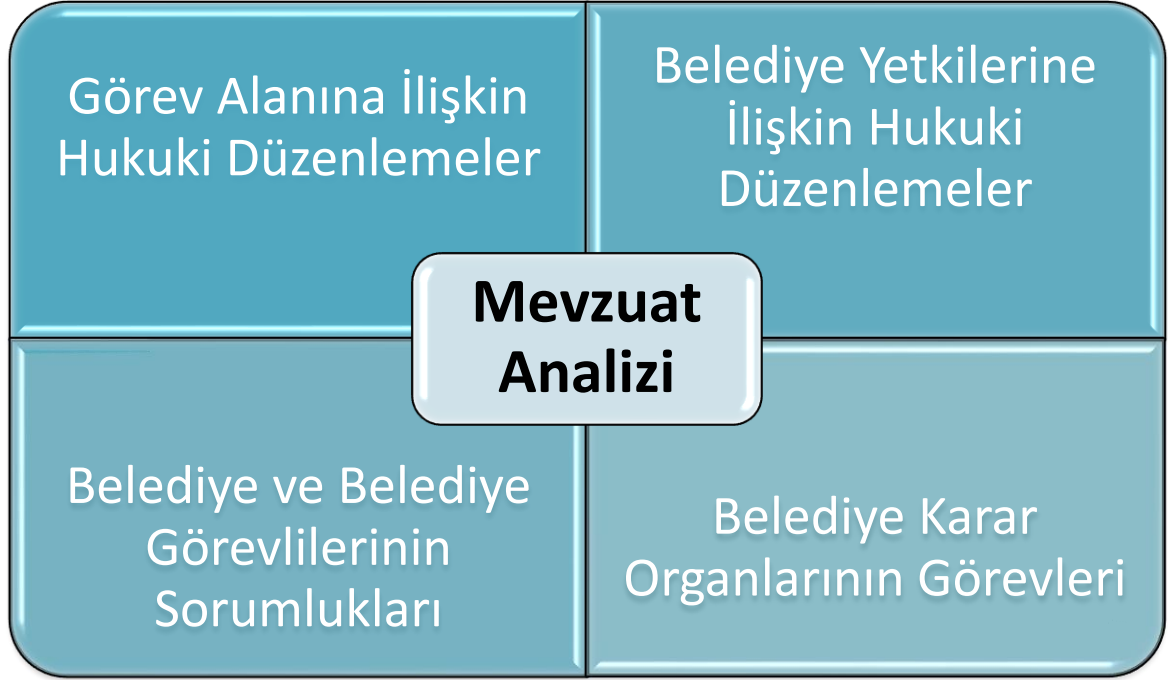 Görev Alanına İlişkin
Hukuki Düzenlemeler
Belediye Yetkilerine
İlişkin Hukuki
Düzenlemeler
Mevzuat
Analizi
Belediye ve Belediye
Görevlilerinin
Sorumlukları
Belediye Karar
Organlarının Görevleri